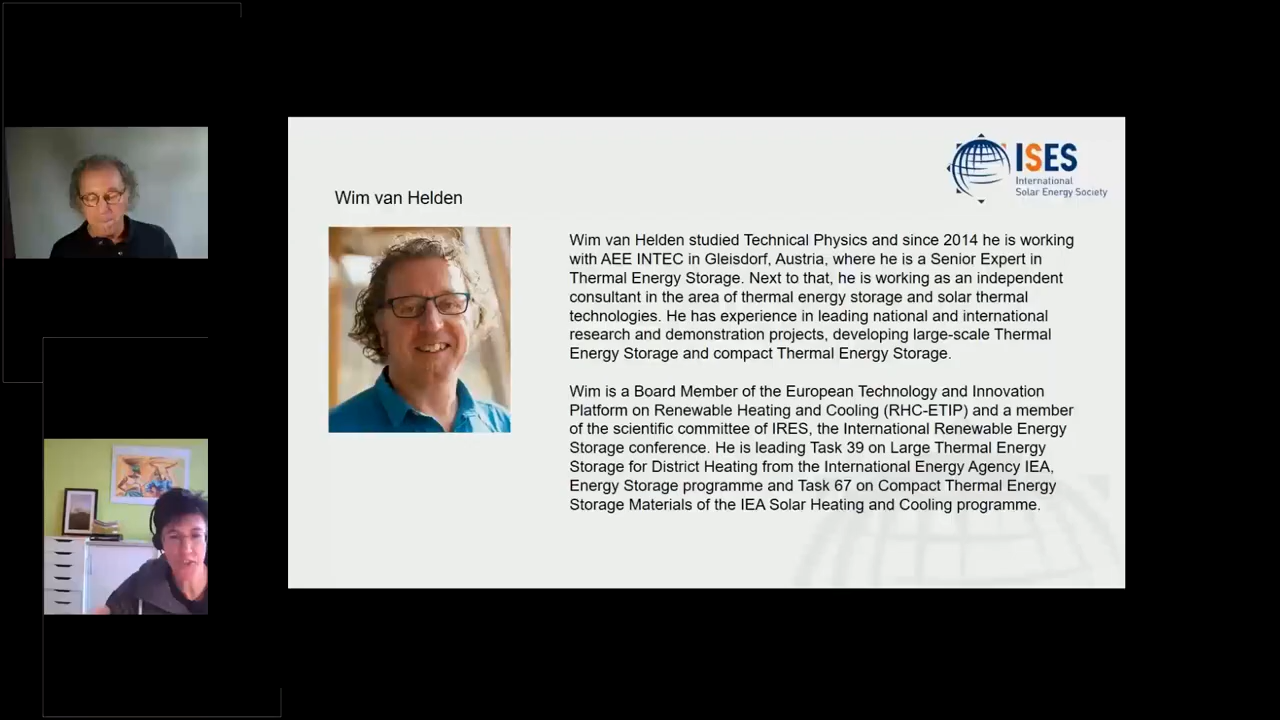 ISES
International
Solar Energy Society
Wim van Helden
Wim van Helden studied Technical Physics and since 2014 he is working
with AEE INTEC in Gleisdorf, Austria, where he is a Senior Expert in
Thermal Energy Storage. Next to that, he is working as an independent
consultant in the area of thermal energy storage and solar thermal
technologies. He has experience in leading national and international
research and demonstration projects, developing large-scale Thermal
Energy Storage and compact Thermal Energy Storage.
Wim is a Board Member of the European Technology and Innovation
Platform on Renewable Heating and Cooling (RHC-ETIP) and a member
of the scientific committee of IRES, the International Renewable Energy
Storage conference. He is leading Task 39 on Large Thermal Energy
Storage for District Heating from the International Energy Agency IEA,
Energy Storage programme and Task 67 on Compact Thermal Energy
Storage Materials of the IEA Solar Heating and Cooling programme.